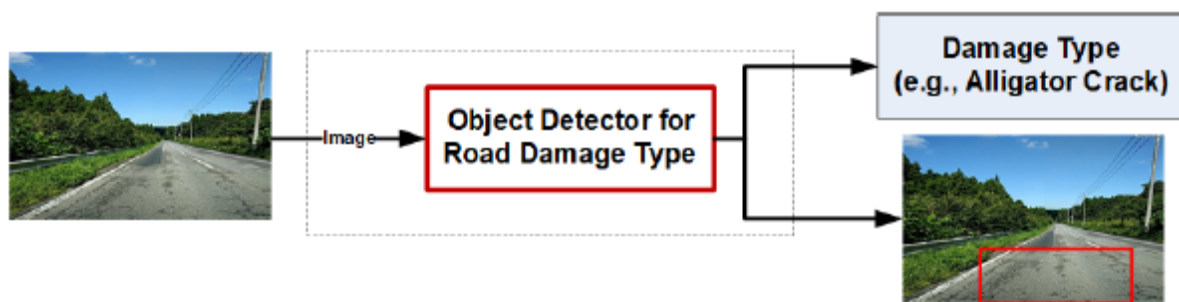 Image
Object Detector for
Road Damage Type
Damage Type
(e.g., Alligator Crack)